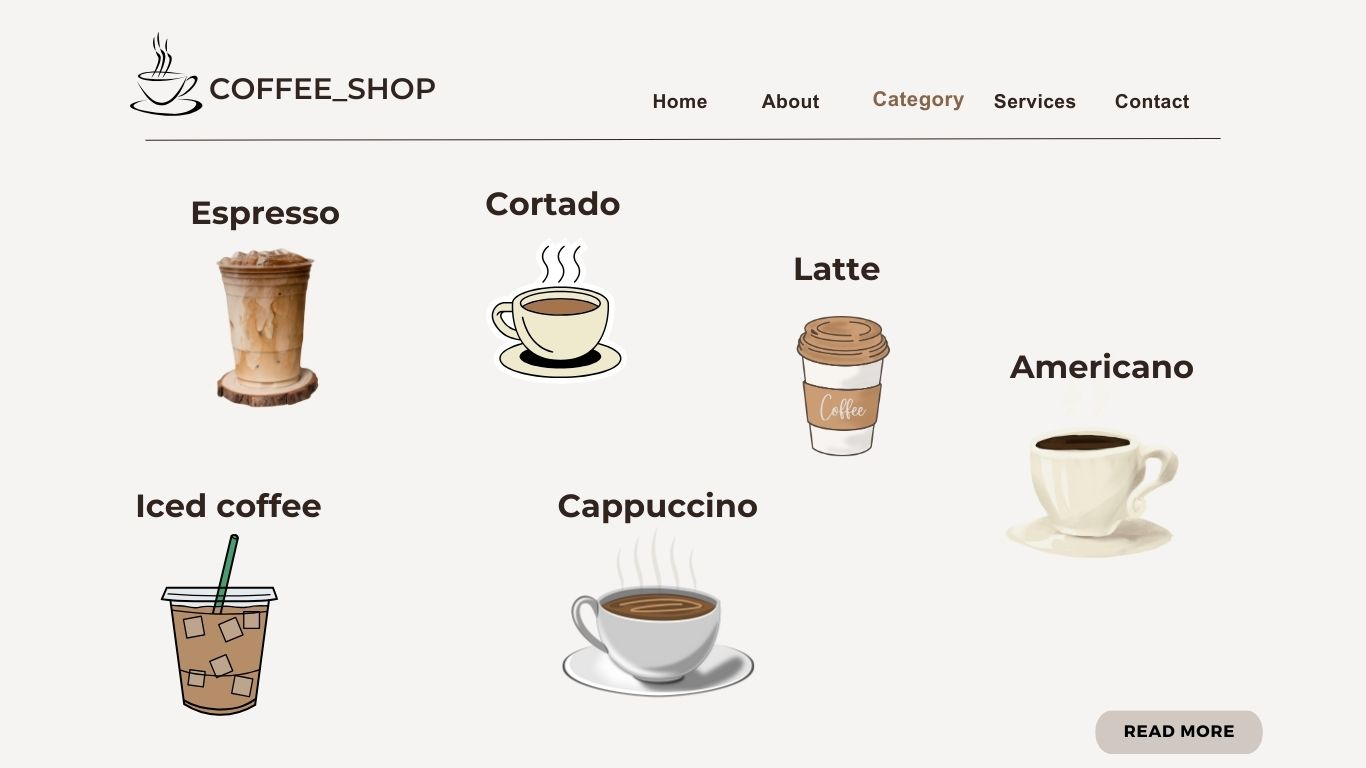 COFFEE_SHOP
Home
About
Category
Services
Contact
Espresso
Cortado
Latte
Coffee
Americano
Iced coffee
Cappuccino
READ MORE